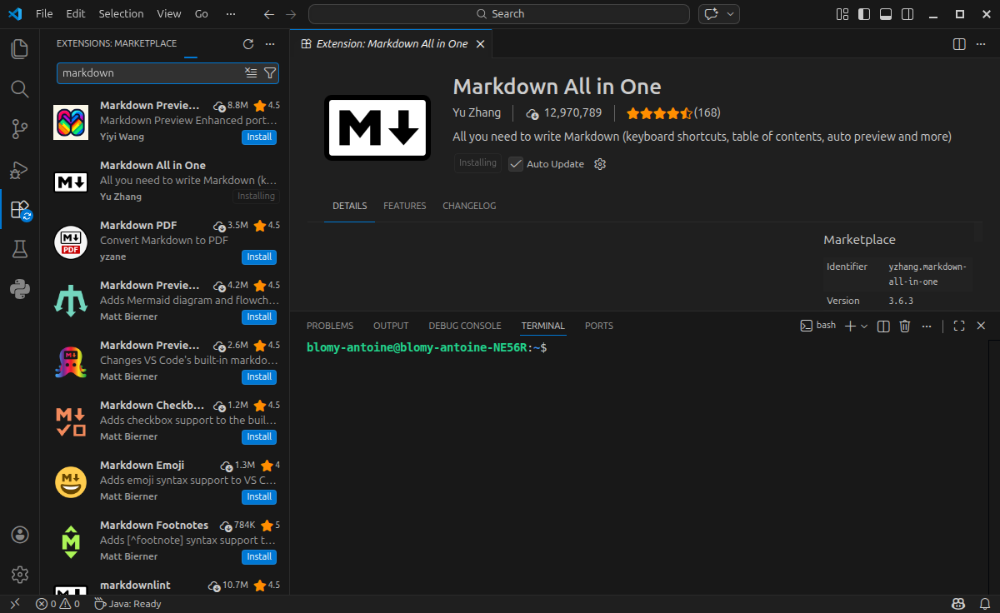 File Edit Selection View Go ··· Search
EXTENSIONS: MARKETPLACE
Extension: Markdown All in One
markdown
Markdown Previe... 8.8M 4.5
Markdown Preview Enhanced port...
Yiyi Wang Install
Markdown All in One
All you need to write Markdown (k...
Yu Zhang Installing
Markdown PDF 3.5M 4.5
Convert Markdown to PDF
yzane Install
Markdown Previe... 4.2M 4.5
Adds Mermaid diagram and flowch...
Matt Bierner Install
Markdown Previe... 2.6M 4.5
Changes VS Code's built-in markdo...
Matt Bierner Install
Markdown Checkb... 1.2M 4.5
Adds checkbox support to the buil...
Matt Bierner Install
Markdown Emoji 1.3M 4
Adds emoji syntax support to VS C...
Matt Bierner Install
Markdown Footnotes 784K 5
Adds [^footnote] syntax support t...
Matt Bierner Install
markdownlint 10.7M 4.5
M
PDF
Markdown All in One
Yu Zhang 12,970,789 (168)
All you need to write Markdown (keyboard shortcuts, table of contents, auto preview and more)
Installing Auto Update
DETAILS FEATURES CHANGELOG
Marketplace
Identifier yzhang.markdown-
all-in-one
Version 3.6.3
PROBLEMS OUTPUT DEBUG CONSOLE TERMINAL PORTS bash
blomy-antoine@blomy-antoine-NE56R:~$
0 0 Java: Ready